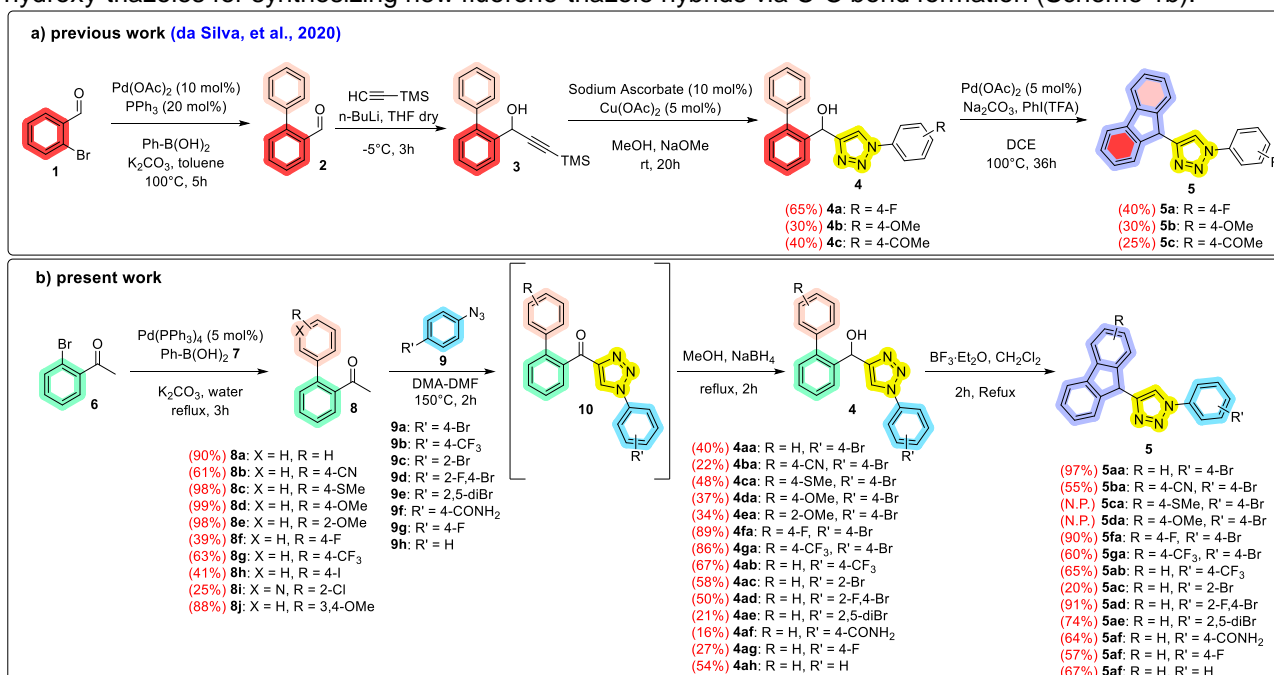 hydroxy-triazoles for synthesizing new fluorene-triazole hybrids via C-C bond formation (Scheme 1b).
a) previous work (da Silva, et al., 2020)
Pd(OAc)₂ (10 mol%)
PPh₃ (20 mol%)
Ph-B(OH)₂
K₂CO₃, toluene
100°C, 5h
O
Br
1
O
2
HC
TMS
n-BuLi, THF dry
-5°C, 3h
OH
TMS
3
Sodium Ascorbate (10 mol%)
Cu(OAc)₂ (5 mol%)
MeOH, NaOMe
rt, 20h
OH
R
N
N=N
4
(65%) 4a: R = 4-F
(30%) 4b: R = 4-OMe
(40%) 4c: R = 4-COMe
Pd(OAc)₂ (5 mol%)
Na₂CO₃, PhI(TFA)
DCE
100°C, 36h
N
N=N
R
5
(40%) 5a: R = 4-F
(30%) 5b: R = 4-OMe
(25%) 5c: R = 4-COMe
b) present work
Br
O
6
Pd(PPh₃)₄ (5 mol%)
Ph-B(OH)₂ 7
K₂CO₃, water
reflux, 3h
R
X
O
8
(90%) 8a: X = H, R = H
(61%) 8b: X = H, R = 4-CN
(98%) 8c: X = H, R = 4-SMe
(99%) 8d: X = H, R = 4-OMe
(98%) 8e: X = H, R = 2-OMe
(39%) 8f: X = H, R = 4-F
(63%) 8g: X = H, R = 4-CF₃
(41%) 8h: X = H, R = 4-I
(25%) 8i: X = N, R = 2-Cl
(88%) 8j: X = H, R = 3,4-OMe
N₃
R'
9
DMA-DMF
150°C, 2h
9a: R' = 4-Br
9b: R' = 4-CF₃
9c: R' = 2-Br
9d: R' = 2-F,4-Br
9e: R' = 2,5-diBr
9f: R' = 4-CONH₂
9g: R' = 4-F
9h: R' = H
R
O
N
N
N
R'
10
MeOH, NaBH₄
reflux, 2h
R
OH
N
N
N
R'
4
(40%) 4aa: R = H, R' = 4-Br
(22%) 4ba: R = 4-CN, R' = 4-Br
(48%) 4ca: R = 4-SMe, R' = 4-Br
(37%) 4da: R = 4-OMe, R' = 4-Br
(34%) 4ea: R = 2-OMe, R' = 4-Br
(89%) 4fa: R = 4-F, R' = 4-Br
(86%) 4ga: R = 4-CF₃, R' = 4-Br
(67%) 4ab: R = H, R' = 4-CF₃
(58%) 4ac: R = H, R' = 2-Br
(50%) 4ad: R = H, R' = 2-F,4-Br
(21%) 4ae: R = H, R' = 2,5-diBr
(16%) 4af: R = H, R' = 4-CONH₂
(27%) 4ag: R = H, R' = 4-F
(54%) 4ah: R = H, R' = H
BF₃·Et₂O, CH₂Cl₂
2h, Refux
R
N
N=N
R'
5
(97%) 5aa: R = H, R' = 4-Br
(55%) 5ba: R = 4-CN, R' = 4-Br
(N.P.) 5ca: R = 4-SMe, R' = 4-Br
(N.P.) 5da: R = 4-OMe, R' = 4-Br
(90%) 5fa: R = 4-F, R' = 4-Br
(60%) 5ga: R = 4-CF₃, R' = 4-Br
(65%) 5ab: R = H, R' = 4-CF₃
(20%) 5ac: R = H, R' = 2-Br
(91%) 5ad: R = H, R' = 2-F,4-Br
(74%) 5ae: R = H, R' = 2,5-diBr
(64%) 5af: R = H, R' = 4-CONH₂
(57%) 5af: R = H, R' = 4-F
(67%) 5af: R = H, R' = H